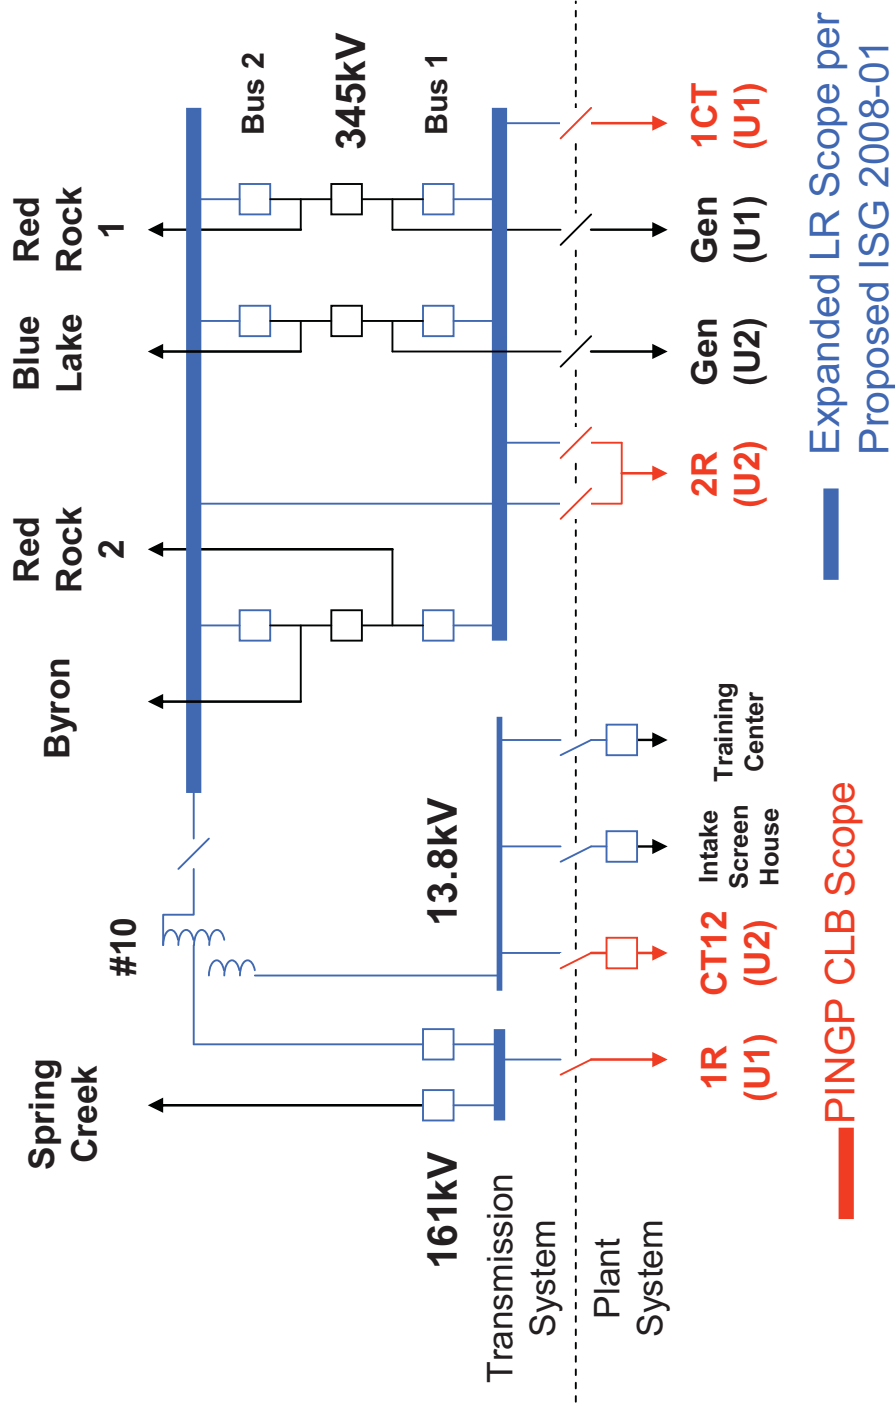 Spring
Creek
#10
Byron
Red
Rock
2
Blue
Lake
Red
Rock
1
Bus 2
345kV
Bus 1
161kV
13.8kV
Transmission
System
Plant
System
1R
(U1)
CT12
(U2)
Intake
Screen
House
Training
Center
2R
(U2)
Gen
(U2)
Gen
(U1)
1CT
(U1)
PINGP CLB Scope
Expanded LR Scope per
Proposed ISG 2008-01